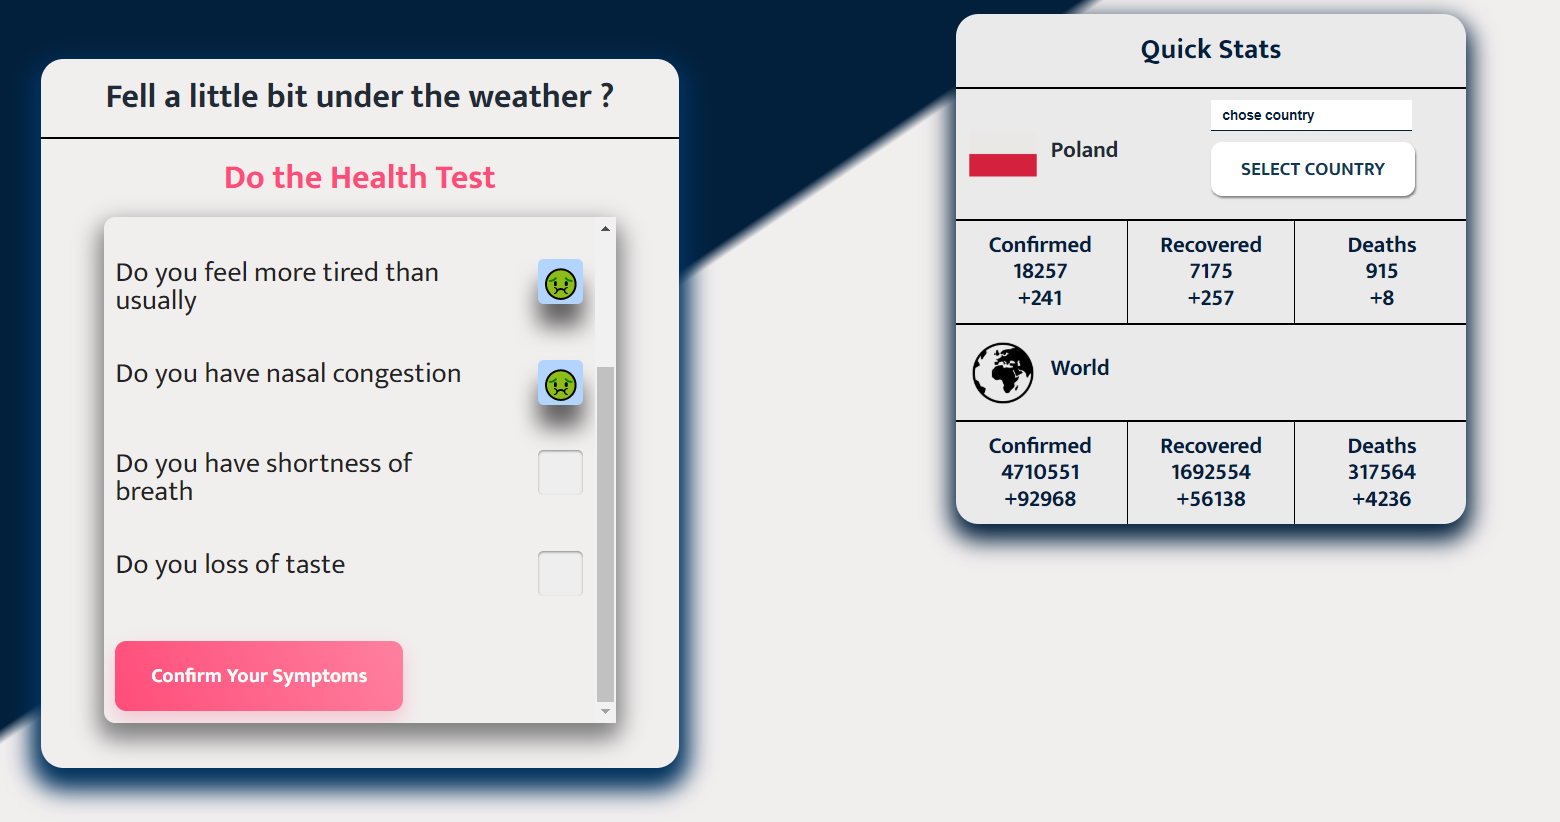 Fell a little bit under the weather ?
Do the Health Test
Do you feel more tired than
usually
Do you have nasal congestion
Do you have shortness of
breath
Do you loss of taste
Confirm Your Symptoms
Quick Stats
chose country
Poland
SELECT COUNTRY
Confirmed Recovered Deaths
18257 7175 915
+241 +257 +8
World
Confirmed Recovered Deaths
4710551 1692554 317564
+92968 +56138 +4236